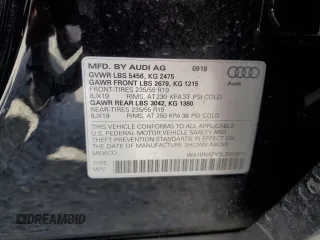 MFD. BY AUDI AG 0919
GVWR LBS 5456, KG 2475
GAWR FRONT LBS 2679, KG 1215
FRONT-TIRES 235/55 R19
8JX19 RIMS, AT 230 KPA 33 PSI COLD
GAWR REAR LBS 3042, KG 1380
REAR-TIRES 235/55 R19
8JX19 RIMS, AT 250 KPA 36 PSI COLD
THIS VEHICLE CONFORMS TO ALL APPLICABLE
U.S. FEDERAL MOTOR VEHICLE SAFETY AND
THEFT PREVENTION STANDARDS IN EFFECT
ON THE DATE OF MANUFACTURE SHOWN ABOVE.
TYPE:
MPV
MEXICO
Audi